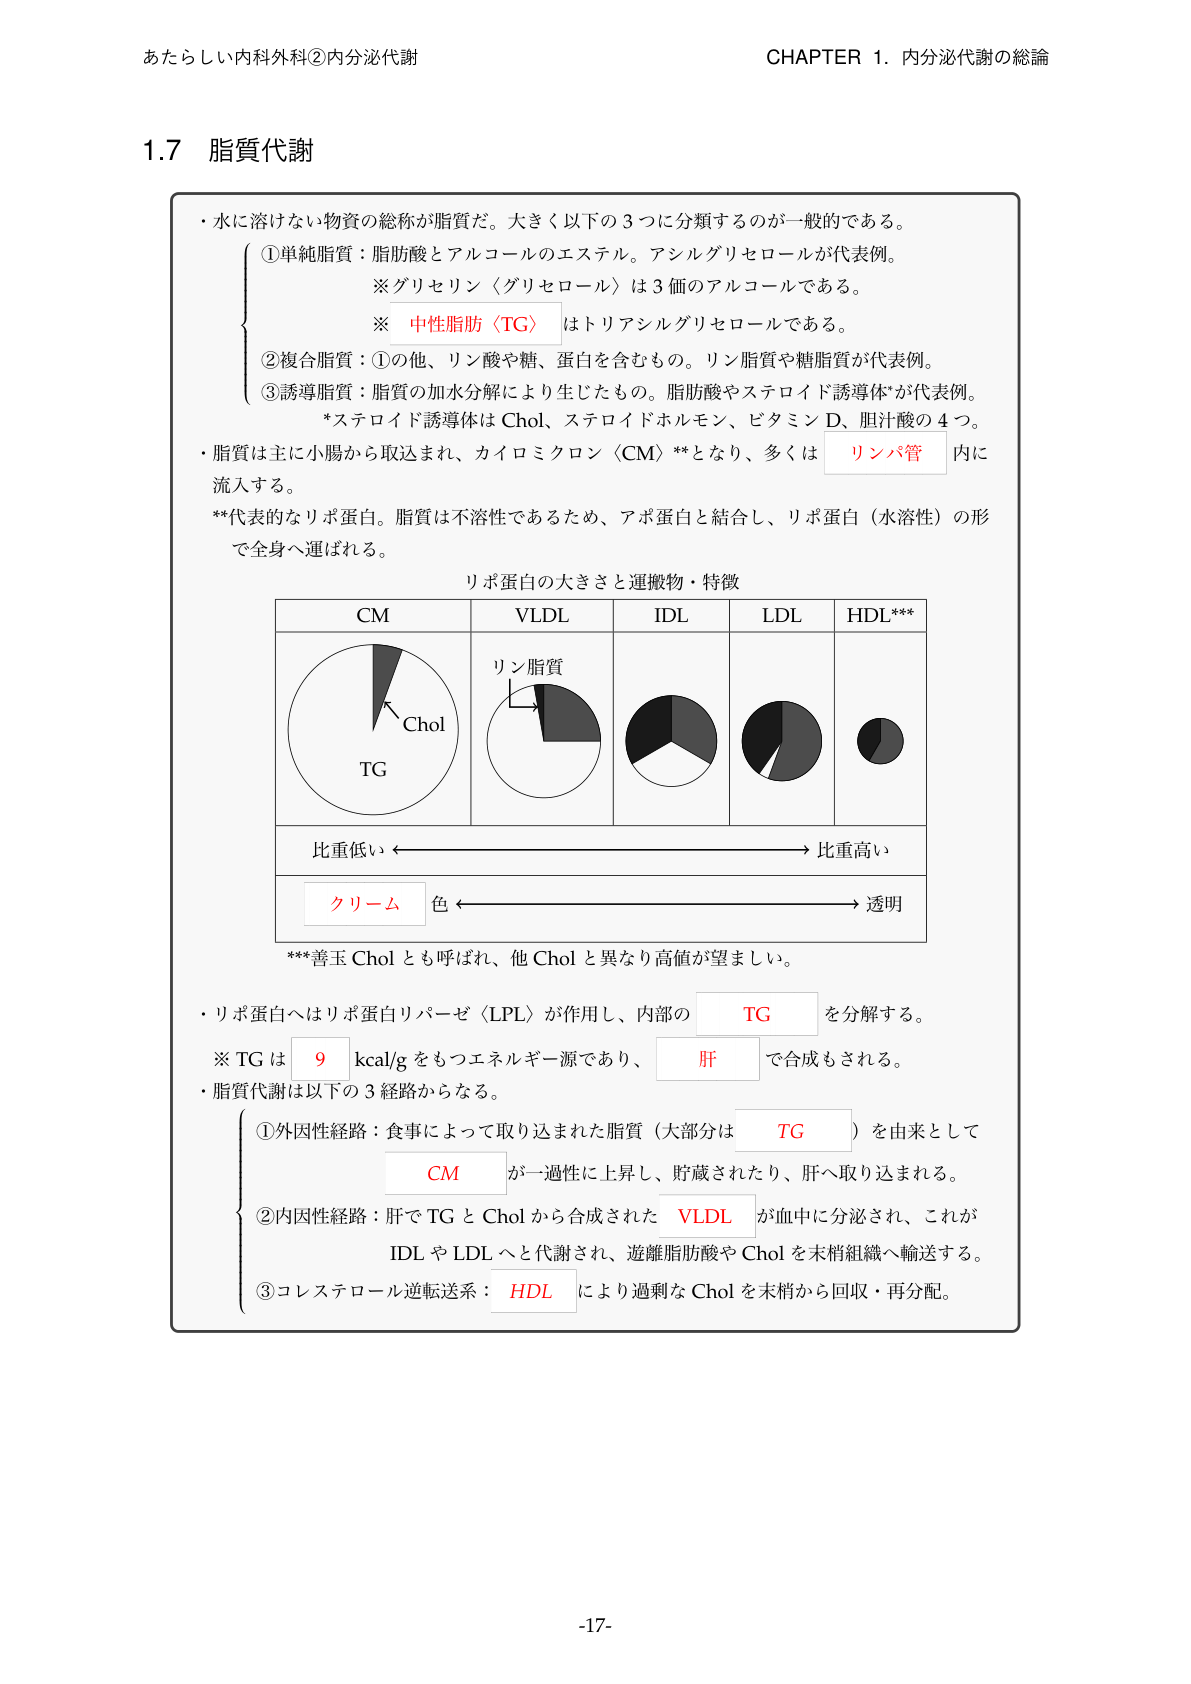 あたらしい内科外科②内分泌代謝
CHAPTER 1. 内分泌代謝の総論
1.7 脂質代謝
・水に溶けない物資の総称が脂質だ。大きく以下の3つに分類するのが一般的である。
①単純脂質：脂肪酸とアルコールのエステル。アシルグリセロールが代表例。
※グリセリン〈グリセロール〉は3価のアルコールである。
※ 中性脂肪〈TG〉 はトリアシルグリセロールである。
②複合脂質：①の他、リン酸や糖、蛋白を含むもの。リン脂質や糖脂質が代表例。
③誘導脂質：脂質の加水分解により生じたもの。脂肪酸やステロイド誘導体*が代表例。
*ステロイド誘導体は Chol、ステロイドホルモン、ビタミン D、胆汁酸の 4 つ。
・脂質は主に小腸から取込まれ、カイロミクロン〈CM〉**となり、多くは リンパ管 内に
流入する。
**代表的なリポ蛋白。脂質は不溶性であるため、アポ蛋白と結合し、リポ蛋白（水溶性）の形
で全身へ運ばれる。
リポ蛋白の大きさと運搬物・特徴
CM VLDL IDL LDL HDL***
リン脂質
Chol
TG
比重低い 比重高い
クリーム 色 透明
***善玉 Chol とも呼ばれ、他 Chol と異なり高値が望ましい。
・リポ蛋白へはリポ蛋白リパーゼ〈LPL〉が作用し、内部の TG を分解する。
※ TG は 9 kcal/g をもつエネルギー源であり、 肝 で合成もされる。
・脂質代謝は以下の 3 経路からなる。
①外因性経路：食事によって取り込まれた脂質（大部分は TG ）を由来として
CM が一過性に上昇し、貯蔵されたり、肝へ取り込まれる。
②内因性経路：肝で TG と Chol から合成された VLDL が血中に分泌され、これが
IDL や LDL へと代謝され、遊離脂肪酸や Chol を末梢組織へ輸送する。
③コレステロール逆転送系： HDL により過剰な Chol を末梢から回収・再分配。
-17-